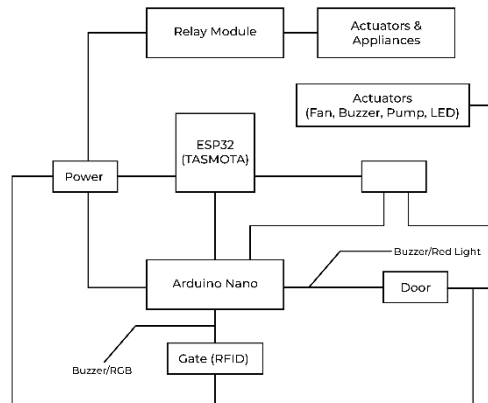 Relay Module
Actuators &
Appliances
Actuators
(Fan, Buzzer, Pump, LED)
ESP32
(TASMOTA)
Power
Buzzer/Red Light
Arduino Nano
Door
Gate (RFID)
Buzzer/RGB